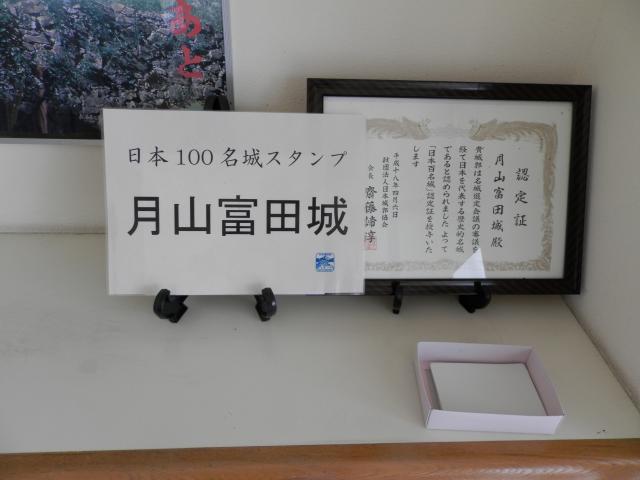 あと
日本100名城スタンプ
月山富田城
認定証
月山富田城殿
貴城郭は名城選定会議の審議を
経て日本を代表する歴史的名城
であると認められました よって
「日本百名城」認定証を授与いた
します
平成十八年四月六日
財団法人日本城郭協会
会長